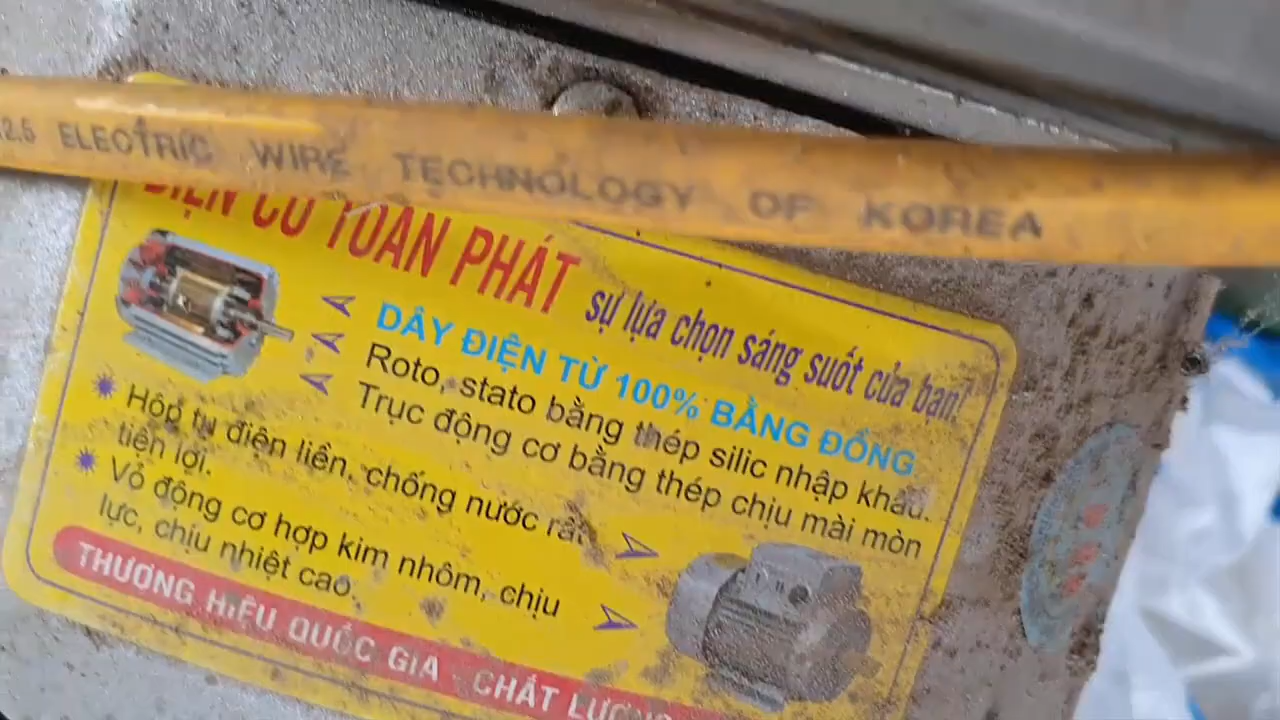 2.5 ELECTRIC WIRE TECHNOLOGY OF KOREA
ĐIỆN CƠ TOÀN PHÁT
sự lựa chọn sáng suốt của bạn!
DÂY ĐIỆN TỪ 100% BẰNG ĐỒNG
Roto, stato bằng thép silic nhập khẩu.
Trục động cơ bằng thép chịu mài mòn
Hộp tụ điện liền, chống nước rất
tiện lợi.
Vỏ động cơ hợp kim nhôm, chịu
lực, chịu nhiệt cao.
THƯƠNG HIỆU QUỐC GIA - CHẤT LƯỢNG